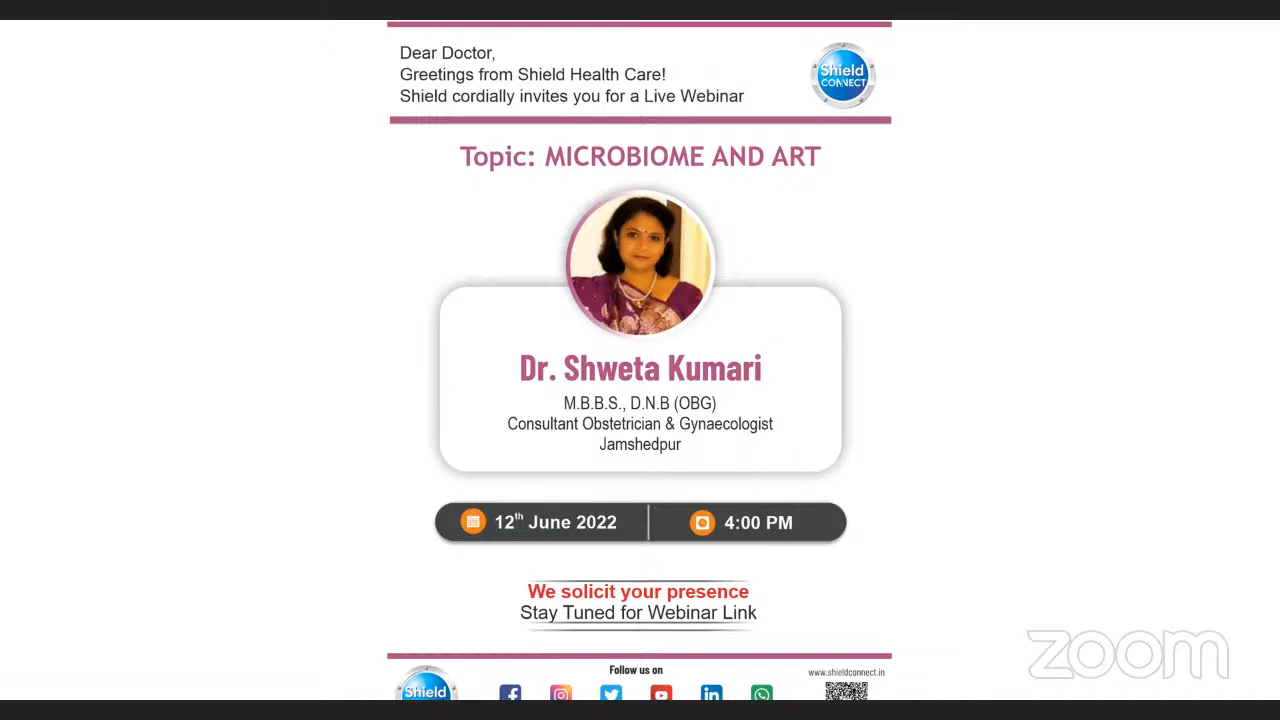 Dear Doctor,
Greetings from Shield Health Care!
Shield cordially invites you for a Live Webinar
Shield
CONNECT
Topic: MICROBIOME AND ART
Dr. Shweta Kumari
M.B.B.S., D.N.B (OBG)
Consultant Obstetrician & Gynaecologist
Jamshedpur
12th June 2022
4:00 PM
We solicit your presence
Stay Tuned for Webinar Link
Shield
Follow us on
www.shieldconnect.in
zoom